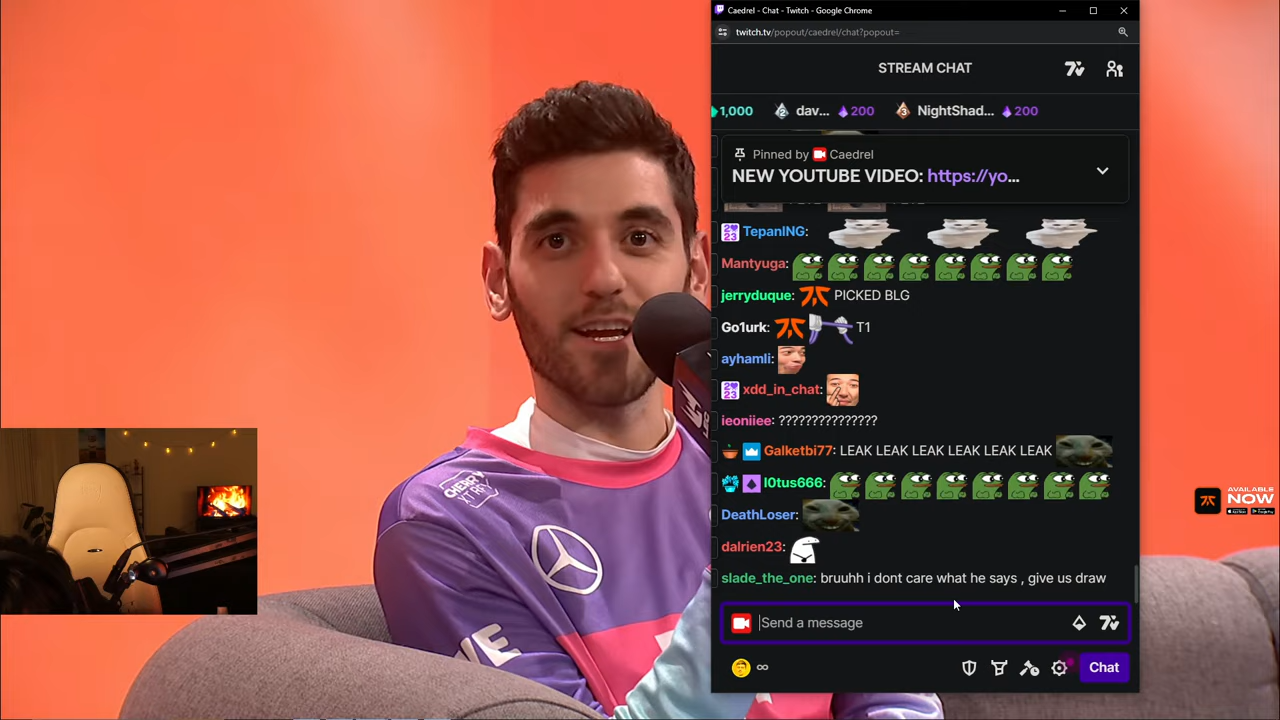 Caedrel - Chat - Twitch - Google Chrome
twitch.tv/popout/caedrel/chat?popout=
STREAM CHAT
1,000 dav... 200 NightShad... 200
Pinned by Caedrel
NEW YOUTUBE VIDEO: https://yo...
TepanING:
Mantyuga:
jerryduque: PICKED BLG
Go1urk: T1
ayhamli:
xdd_in_chat:
ieoniiee: ???????????????
Galketbi77: LEAK LEAK LEAK LEAK LEAK LEAK
l0tus666:
DeathLoser:
dalrien23:
slade_the_one: bruuhh i dont care what he says , give us draw
Send a message
∞
Chat
CHERRY
XTRFY
AVAILABLE
NOW